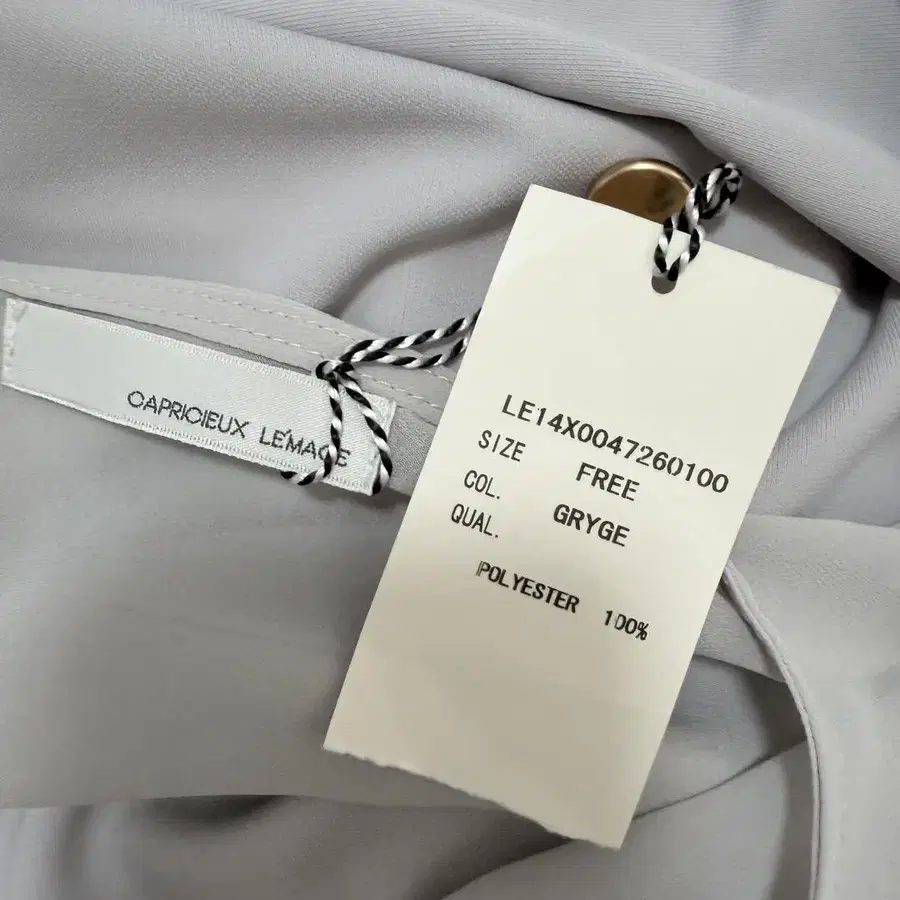 CAPRICIEUX LE'MAGE
LE14X0047260100
SIZE FREE
COL. GRYGE
QUAL.
POLYESTER 100%